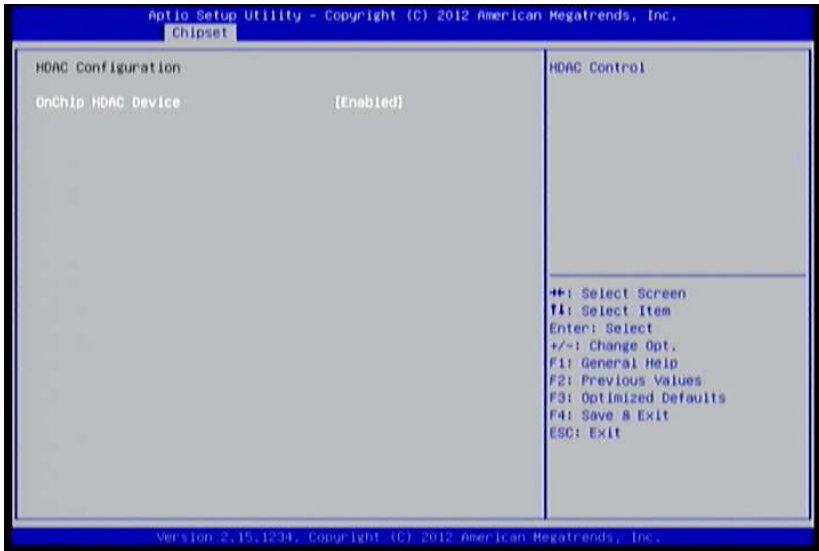 Aptio Setup Utility - Copyright (C) 2012 American Megatrends, Inc.
Chipset
HDAC Configuration
OnChip HDAC Device [Enabled]
HDAC Control
→←: Select Screen
↑↓: Select Item
Enter: Select
+/-: Change Opt.
F1: General Help
F2: Previous Values
F3: Optimized Defaults
F4: Save & Exit
ESC: Exit
Version 2.15.1234. Copyright (C) 2012 American Megatrends, Inc.